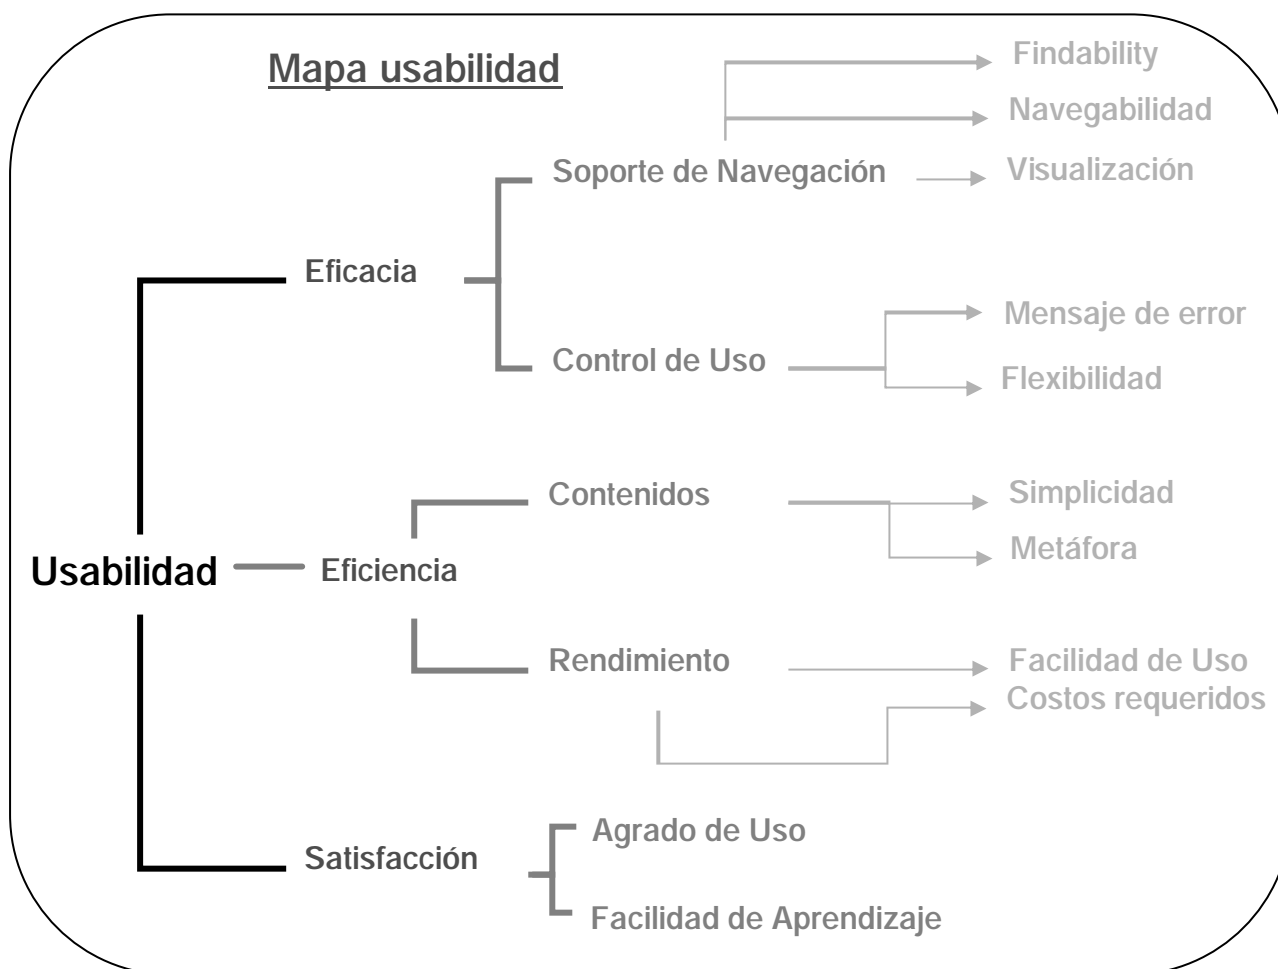 Mapa usabilidad
Findability
Navegabilidad
Soporte de Navegación
Visualización
Eficacia
Mensaje de error
Control de Uso
Flexibilidad
Contenidos
Simplicidad
Metáfora
Usabilidad
Eficiencia
Rendimiento
Facilidad de Uso
Costos requeridos
Agrado de Uso
Satisfacción
Facilidad de Aprendizaje